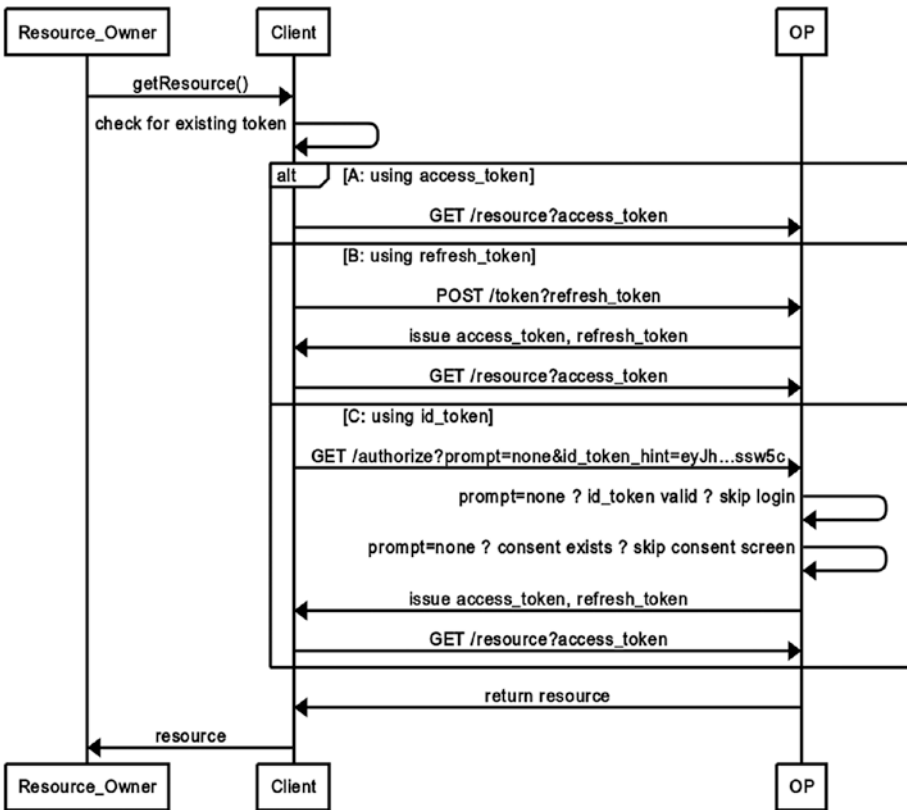 Resource_Owner
Client
OP
getResource()
check for existing token
alt
[A: using access_token]
GET /resource?access_token
[B: using refresh_token]
POST /token?refresh_token
issue access_token, refresh_token
GET /resource?access_token
[C: using id_token]
GET /authorize?prompt=none&id_token_hint=eyJh...ssw5c
prompt=none ? id_token valid ? skip login
prompt=none ? consent exists ? skip consent screen
issue access_token, refresh_token
GET /resource?access_token
return resource
resource
Resource_Owner
Client
OP